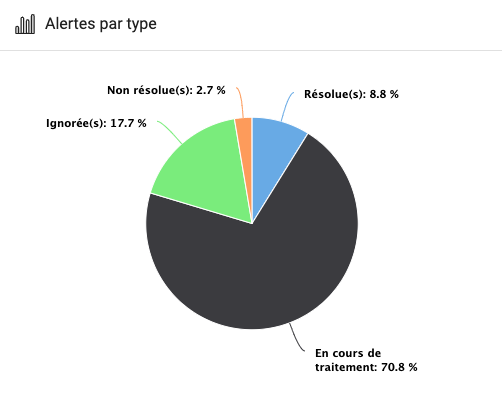 Alertes par type
Non résolue(s): 2.7 %
Résolue(s): 8.8 %
Ignorée(s): 17.7 %
En cours de
traitement: 70.8 %